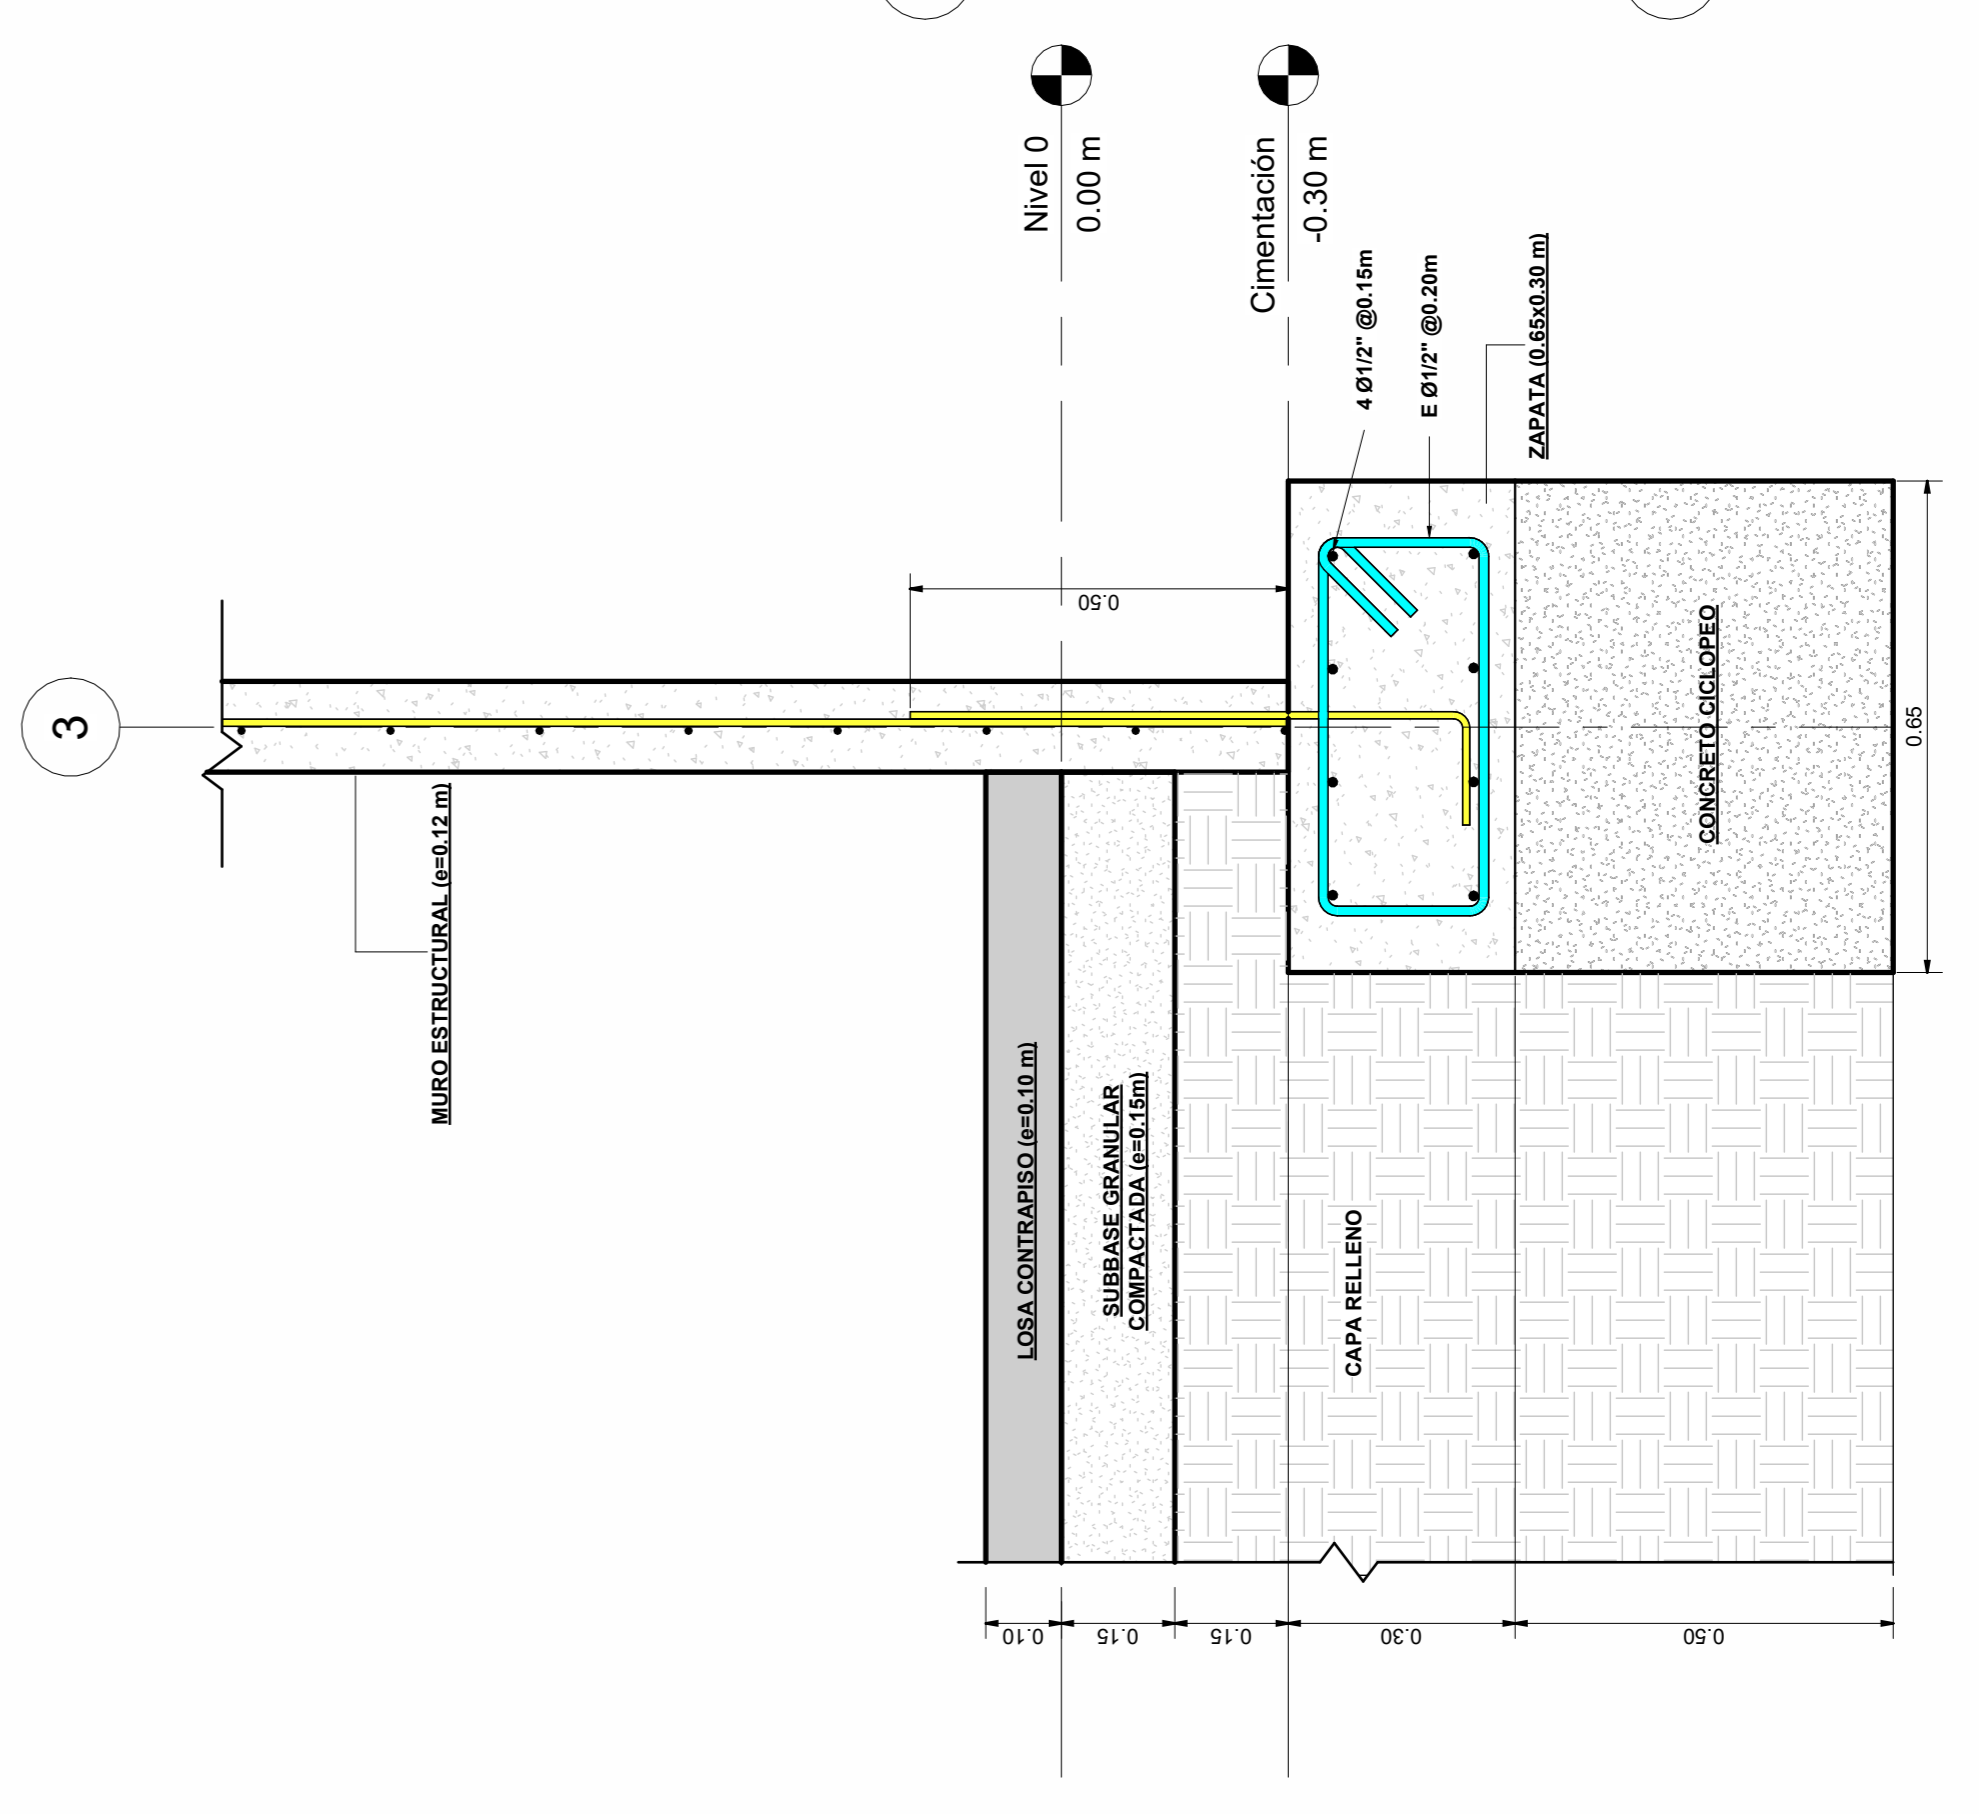 3
Nivel 0
0.00 m
Cimentación
-0.30 m
4 Ø1/2" @0.15m
E Ø1/2" @0.20m
ZAPATA (0.65x0.30 m)
0.50
MURO ESTRUCTURAL (e=0.12 m)
CONCRETO CICLOPEO
0.65
LOSA CONTRAPISO (e=0.10 m)
SUBBASE GRANULAR
COMPACTADA (e=0.15m)
CAPA RELLENO
0.10
0.15
0.15
0.30
0.50